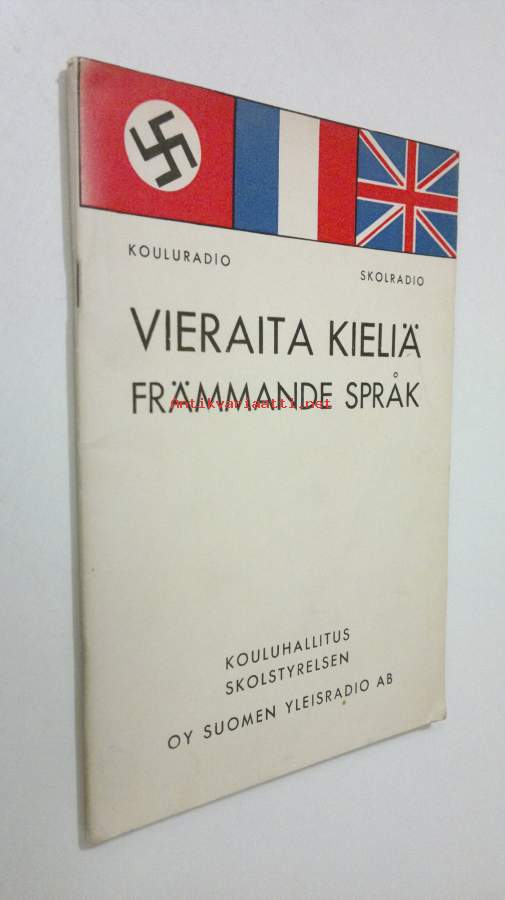 KOULURADIO
SKOLRADIO
VIERAITA KIELIÄ
FRÄMMANDE SPRÅK
Antikvariaatti.net
KOULUHALLITUS
SKOLSTYRELSEN
OY SUOMEN YLEISRADIO AB